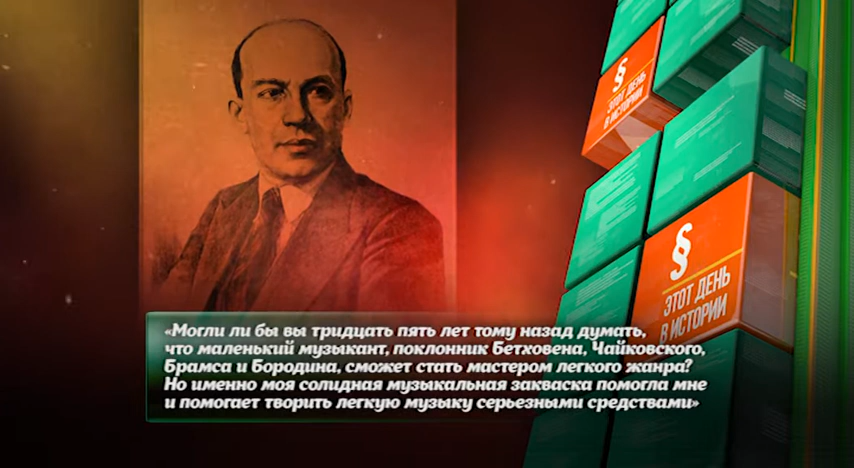 §
ЭТОТ ДЕНЬ
В ИСТОРИИ
§
ЭТОТ ДЕНЬ
В ИСТОРИИ
«Могли ли бы вы тридцать пять лет тому назад думать,
что маленький музыкант, поклонник Бетховена, Чайковского,
Брамса и Бородина, сможет стать мастером легкого жанра?
Но именно моя солидная музыкальная закваска помогла мне
и помогает творить легкую музыку серьезными средствами»